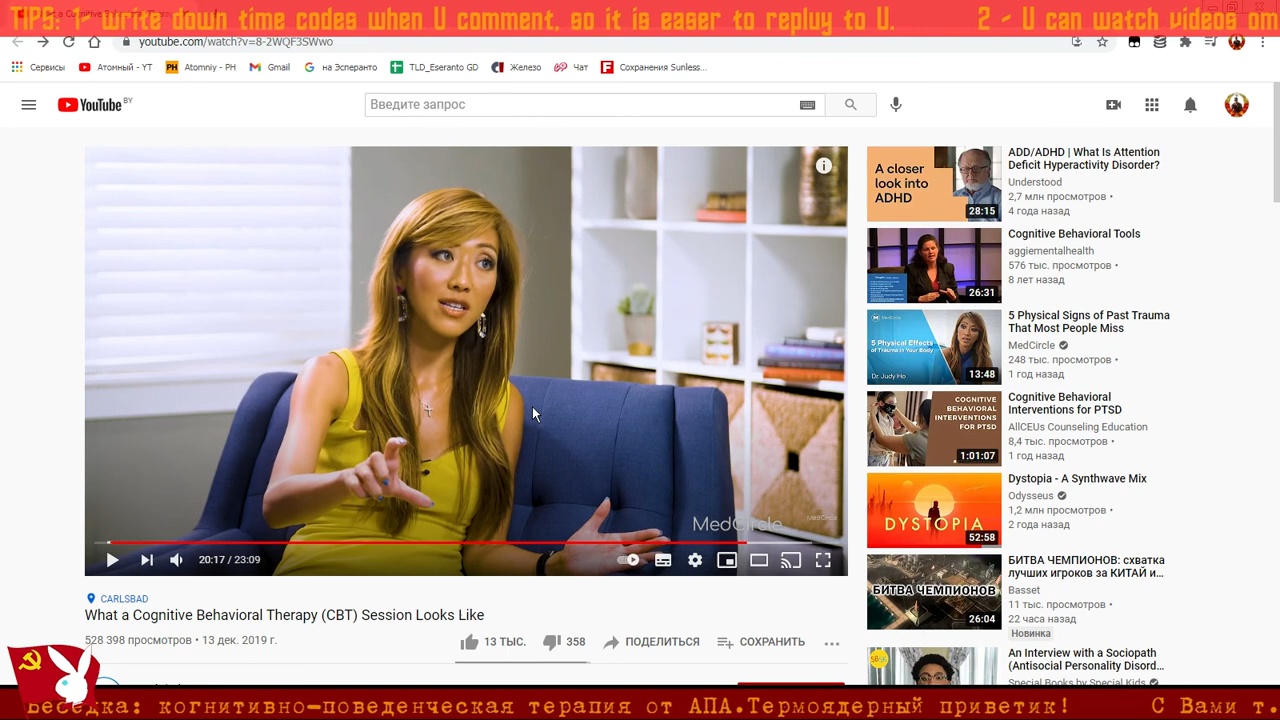 TIPS: 1- write down time codes when U comment, so it is easer to repluy to U. 2 - U can watch videos om
youtube.com/watch?v=8-2WQF3SWwo
Сервисы Атомный - YT Atomniy - PH Gmail на Эсперанто TLD_Eseranto GD Железо Чат Сохранения Sunless...
YouTube BY
Введите запрос
A closer look into ADHD
28:15
ADD/ADHD | What Is Attention
Deficit Hyperactivity Disorder?
Understood
2,7 млн просмотров •
4 года назад
26:31
Cognitive Behavioral Tools
aggiementalhealth
576 тыс. просмотров •
8 лет назад
MedCircle
5 Physical Effects
of Trauma in Your Body
Dr. Judy Ho
13:48
5 Physical Signs of Past Trauma
That Most People Miss
MedCircle
248 тыс. просмотров •
1 год назад
COGNITIVE
BEHAVIORAL
INTERVENTIONS
FOR PTSD
1:01:07
Cognitive Behavioral
Interventions for PTSD
AllCEUs Counseling Education
8,4 тыс. просмотров •
1 год назад
DYSTOPIA
52:58
Dystopia - A Synthwave Mix
Odysseus
1,2 млн просмотров •
2 года назад
БИТВА ЧЕМПИОНОВ
26:04
БИТВА ЧЕМПИОНОВ: схватка
лучших игроков за КИТАЙ и...
Basset
11 тыс. просмотров •
22 часа назад
Новинка
An Interview with a Sociopath
(Antisocial Personality Disord...
Special Books by Special Kids
MedCircle
MedCircle
20:17 / 23:09
CARLSBAD
What a Cognitive Behavioral Therapy (CBT) Session Looks Like
528 398 просмотров • 13 дек. 2019 г.
13 ТЫС. 358 ПОДЕЛИТЬСЯ СОХРАНИТЬ
Беседка: когнитивно-поведенческая терапия от АПА.Термоядерный приветик! С Вами т.